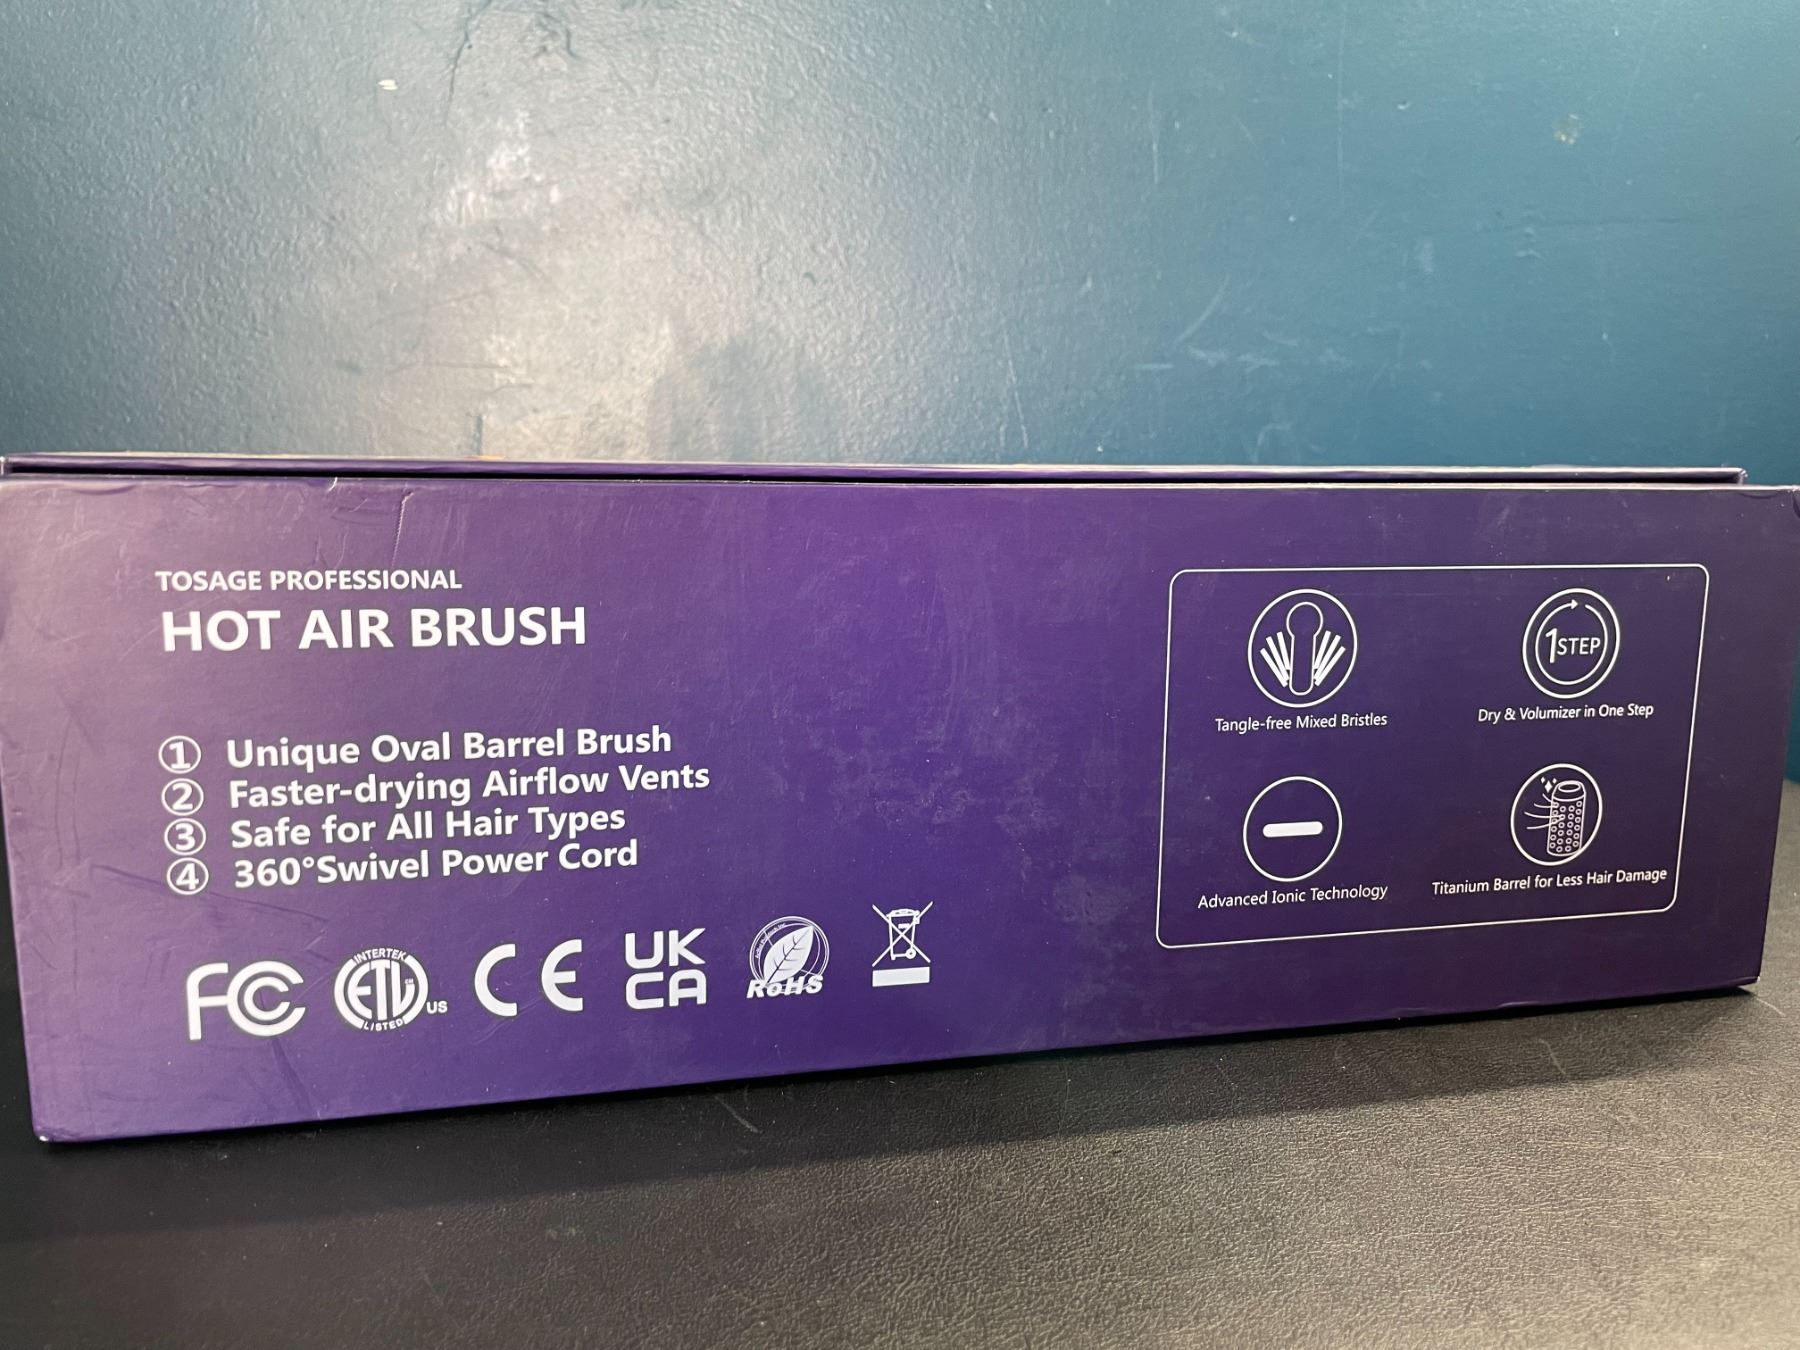 TOSAGE PROFESSIONAL
HOT AIR BRUSH
① Unique Oval Barrel Brush
② Faster-drying Airflow Vents
③ Safe for All Hair Types
④ 360°Swivel Power Cord
FC
INTERTEK
ETL
US
LISTED
CE
UK
CA
RoHS
Tangle-free Mixed Bristles
1STEP
Dry & Volumizer in One Step
Advanced Ionic Technology
Titanium Barrel for Less Hair Damage